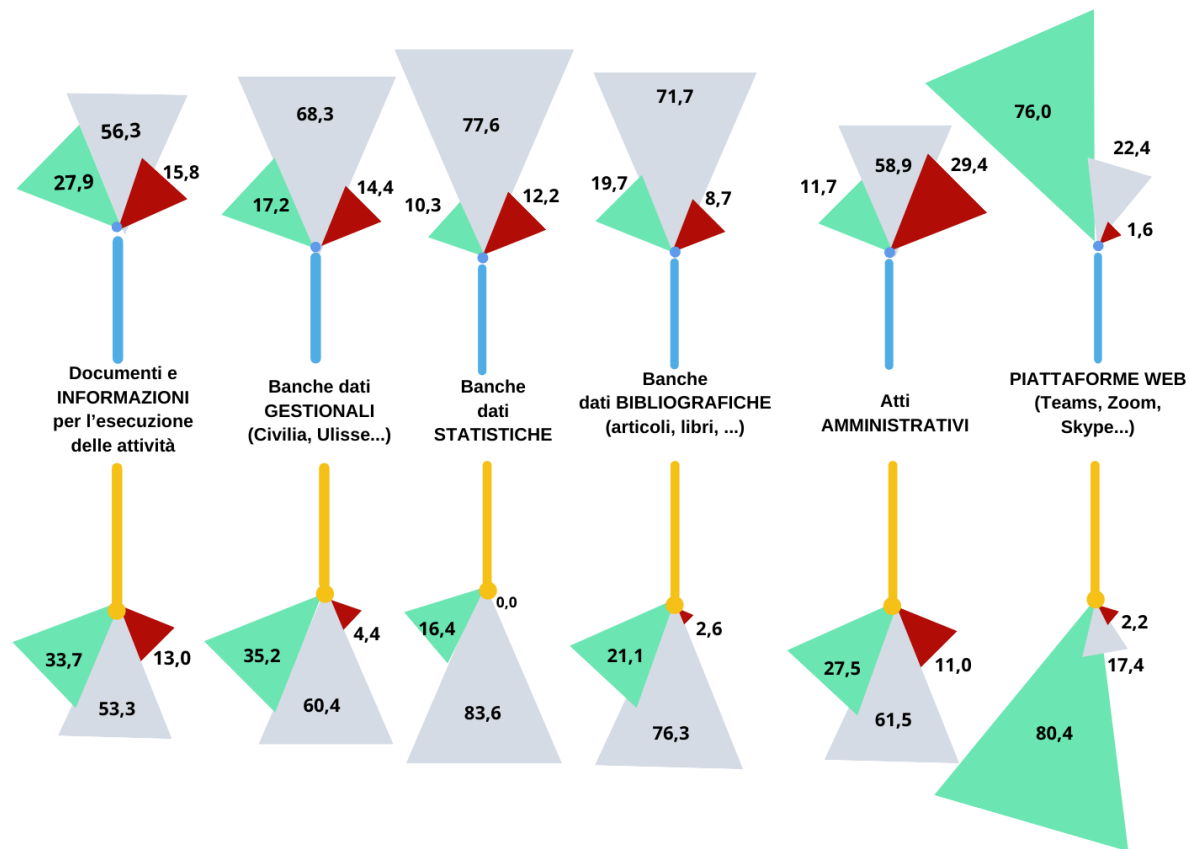 56,3
27,9
15,8
68,3
17,2
14,4
77,6
10,3
12,2
71,7
19,7
8,7
58,9
11,7
29,4
76,0
22,4
1,6
Documenti e
INFORMAZIONI
per l’esecuzione
delle attività
Banche dati
GESTIONALI
(Civilia, Ulisse...)
Banche
dati
STATISTICHE
Banche
dati BIBLIOGRAFICHE
(articoli, libri, ...)
Atti
AMMINISTRATIVI
PIATTAFORME WEB
(Teams, Zoom,
Skype...)
33,7
13,0
53,3
35,2
4,4
60,4
16,4
0,0
83,6
21,1
2,6
76,3
27,5
11,0
61,5
2,2
17,4
80,4